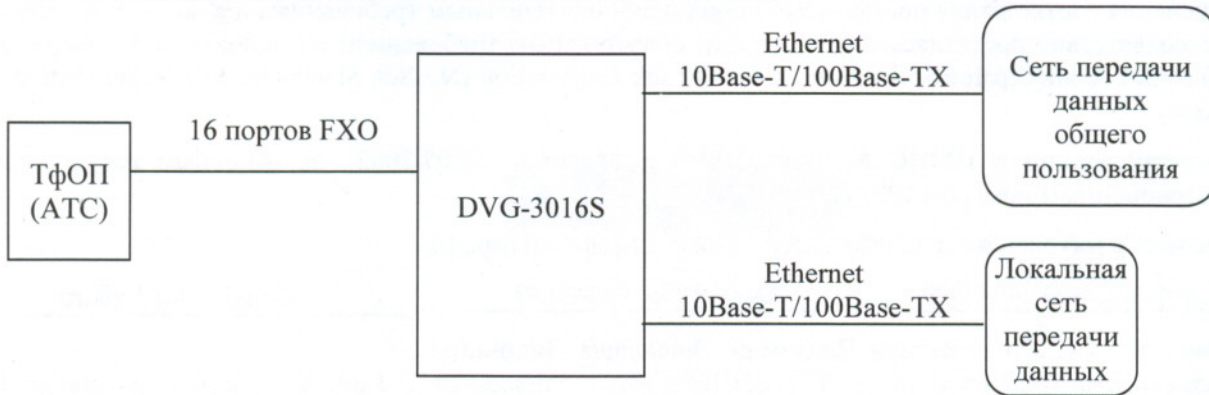 16 портов FXO
ТфОП
(АТС)
DVG-3016S
Ethernet
10Base-T/100Base-TX
Сеть передачи
данных
общего
пользования
Ethernet
10Base-T/100Base-TX
Локальная
сеть
передачи
данных